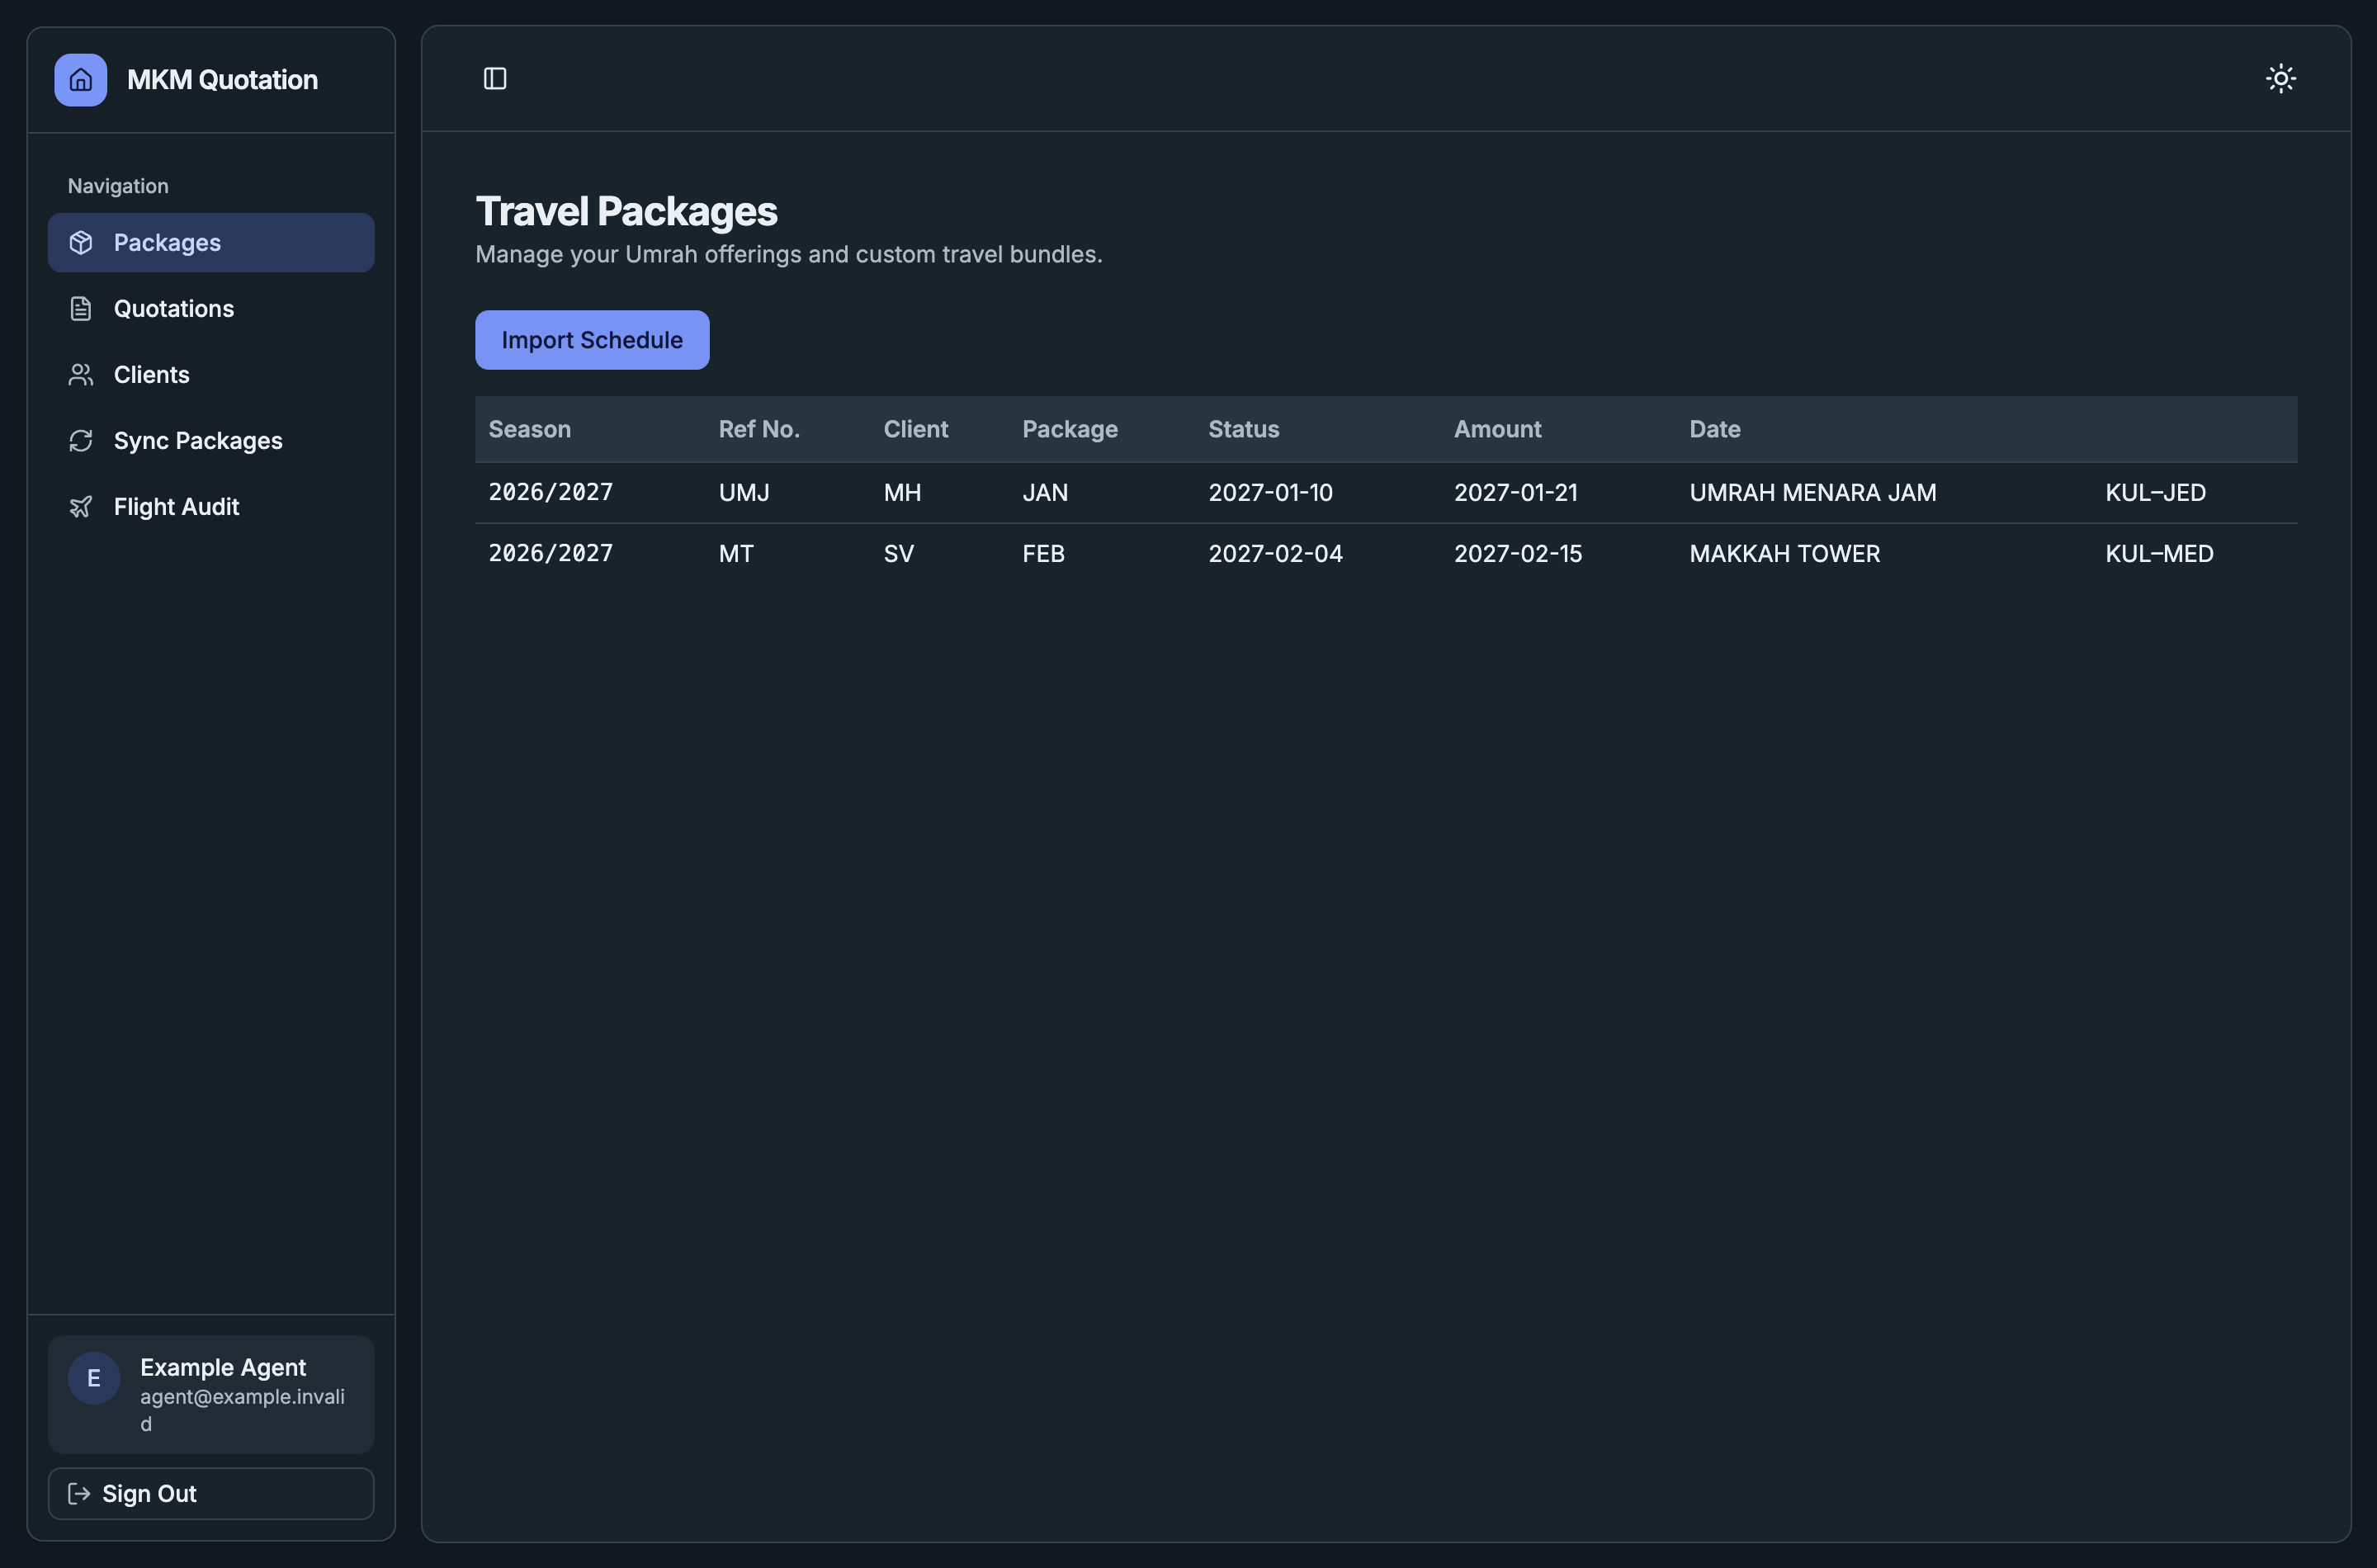 MKM Quotation
Navigation
Packages
Quotations
Clients
Sync Packages
Flight Audit
Example Agent
E
agent@example.invali
d
Sign Out
Travel Packages
Manage your Umrah offerings and custom travel bundles.
Import Schedule
Season Ref No. Client Package Status Amount Date
2026/2027 UMJ MH JAN 2027-01-10 2027-01-21 UMRAH MENARA JAM KUL–JED
2026/2027 MT SV FEB 2027-02-04 2027-02-15 MAKKAH TOWER KUL–MED